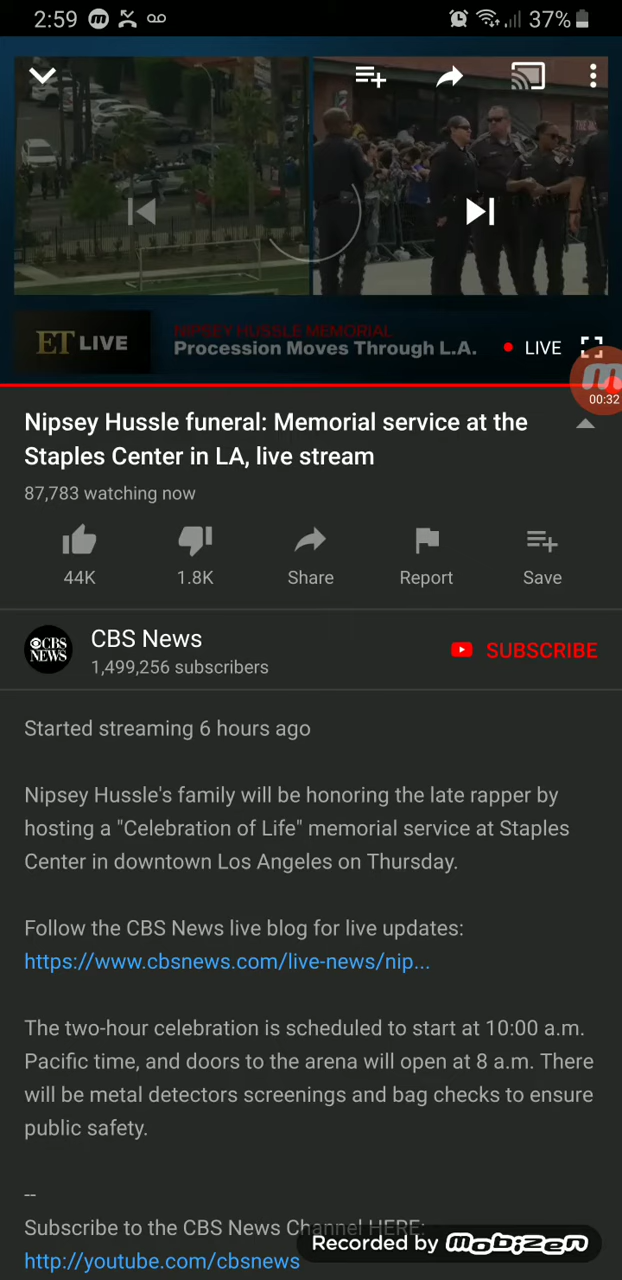 2:59
37%
ET LIVE
NIPSEY HUSSLE MEMORIAL
Procession Moves Through L.A.
LIVE
00:32
Nipsey Hussle funeral: Memorial service at the
Staples Center in LA, live stream
87,783 watching now
44K
1.8K
Share
Report
Save
CBS NEWS
CBS News
1,499,256 subscribers
SUBSCRIBE
Started streaming 6 hours ago
Nipsey Hussle's family will be honoring the late rapper by
hosting a "Celebration of Life" memorial service at Staples
Center in downtown Los Angeles on Thursday.
Follow the CBS News live blog for live updates:
https://www.cbsnews.com/live-news/nip...
The two-hour celebration is scheduled to start at 10:00 a.m.
Pacific time, and doors to the arena will open at 8 a.m. There
will be metal detectors screenings and bag checks to ensure
public safety.
--
Subscribe to the CBS News Channel HERE:
http://youtube.com/cbsnews
Recorded by mobizen